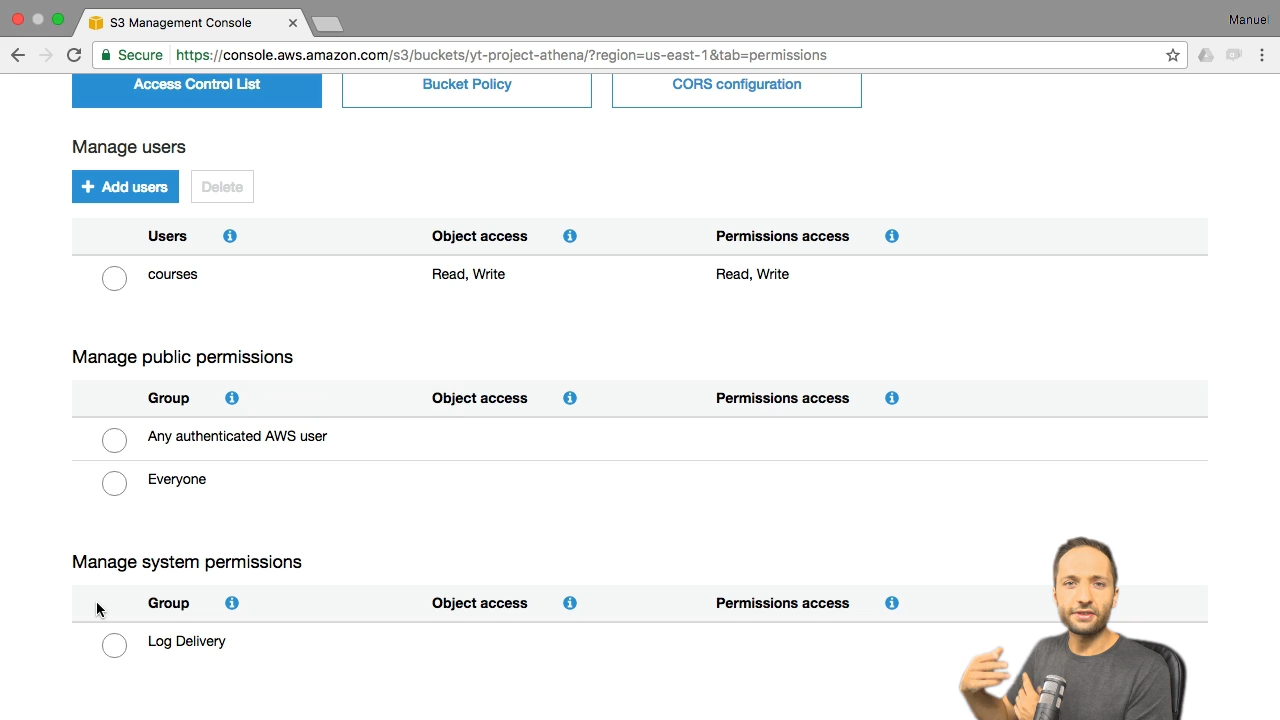 S3 Management Console
Manuel
Secure https://console.aws.amazon.com/s3/buckets/yt-project-athena/?region=us-east-1&tab=permissions
Access Control List Bucket Policy CORS configuration
Manage users
+ Add users Delete
Users Object access Permissions access
courses Read, Write Read, Write
Manage public permissions
Group Object access Permissions access
Any authenticated AWS user
Everyone
Manage system permissions
Group Object access Permissions access
Log Delivery